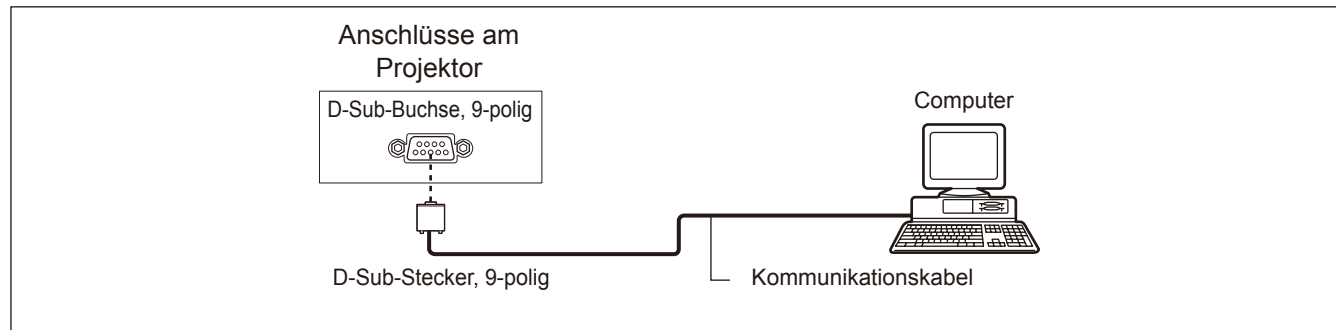 Anschlüsse am
Projektor
D-Sub-Buchse, 9-polig
Computer
D-Sub-Stecker, 9-polig
Kommunikationskabel